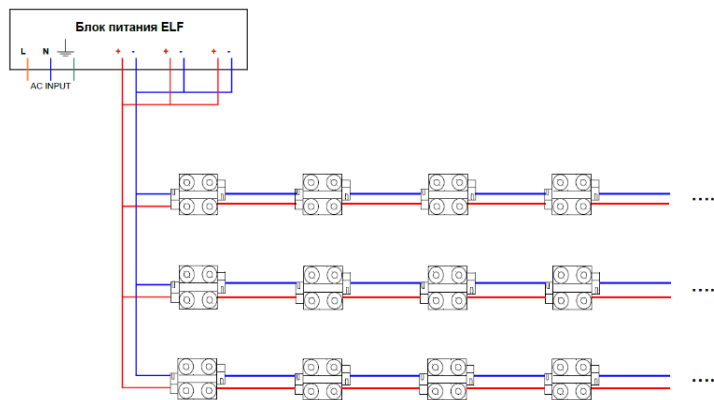 Блок питания ELF
L N + - + - + -
AC INPUT
....
....
....